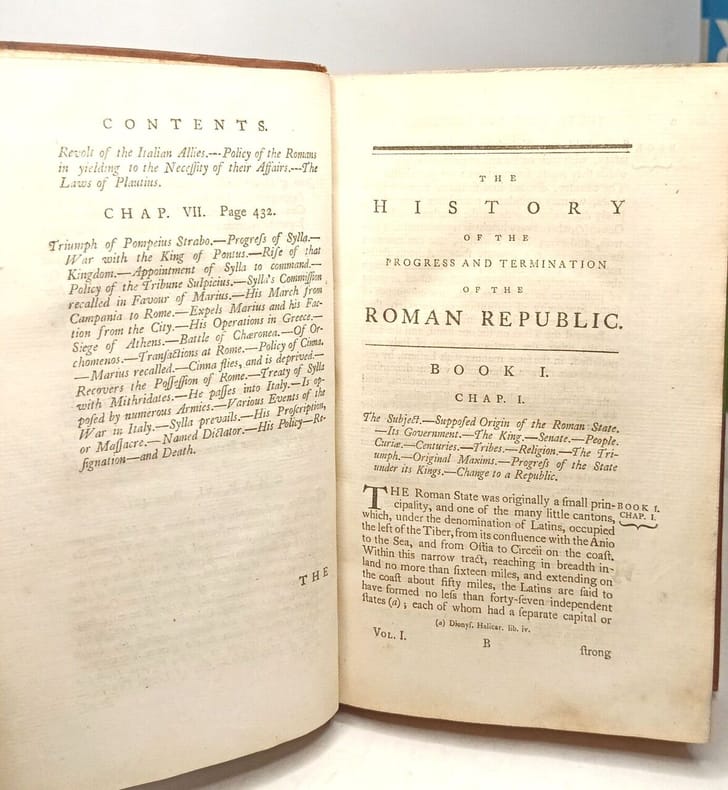 CONTENTS.
Revolt of the Italian Allies.—Policy of the Romans
in yielding to the Neceſſity of their Affairs.—The
Laws of Plautius.
CHAP. VII. Page 432.
Triumph of Pompeius Strabo.—Progreſs of Sylla.—
War with the King of Pontus.—Riſe of that
Kingdom.—Appointment of Sylla to command.—
Policy of the Tribune Sulpicius.—Sylla's Commiſſion
recalled in Favour of Marius.—His March from
Campania to Rome.—Expels Marius and his Fac-
tion from the City.—His Operations in Greece.—
Siege of Athens.—Battle of Chæronea.—Of Or-
chomenos.—Tranſactions at Rome.—Policy of Cinna.
—Marius recalled.—Cinna flies, and is deprived.—
Recovers the Poſſeſſion of Rome.—Treaty of Sylla
with Mithridates.—He paſſes into Italy.—Is op-
poſed by numerous Armies.—Various Events of the
War in Italy.—Sylla prevails.—His Proſcription,
or Maſſacre.—Named Dictator.—His Policy—Re-
ſignation—and Death.
THE
THE
HISTORY
OF THE
PROGRESS AND TERMINATION
OF THE
ROMAN REPUBLIC.
BOOK I.
CHAP. I.
The Subject.—Suppoſed Origin of the Roman State.
—Its Government.—The King.—Senate.—People.
Curiæ.—Centuries.—Tribes.—Religion.—The Tri-
umph.—Original Maxims.—Progreſs of the State
under its Kings.—Change to a Republic.
THE Roman State was originally a ſmall prin-
BOOK I.
cipality, and one of the many little cantons,
CHAP. I.
which, under the denomination of Latins, occupied
the left of the Tiber, from its confluence with the Anio
to the Sea, and from Oſtia to Circeii on the coaſt.
Within this narrow tract, reaching in breadth in-
land no more than ſixteen miles, and extending on
the coaſt about fifty miles, the Latins are ſaid to
have formed no leſs than forty-ſeven independent
ſtates (a); each of whom had a ſeparate capital or
(a) Dionyſ. Halicar. lib. iv.
VOL. I.
B
ſtrong